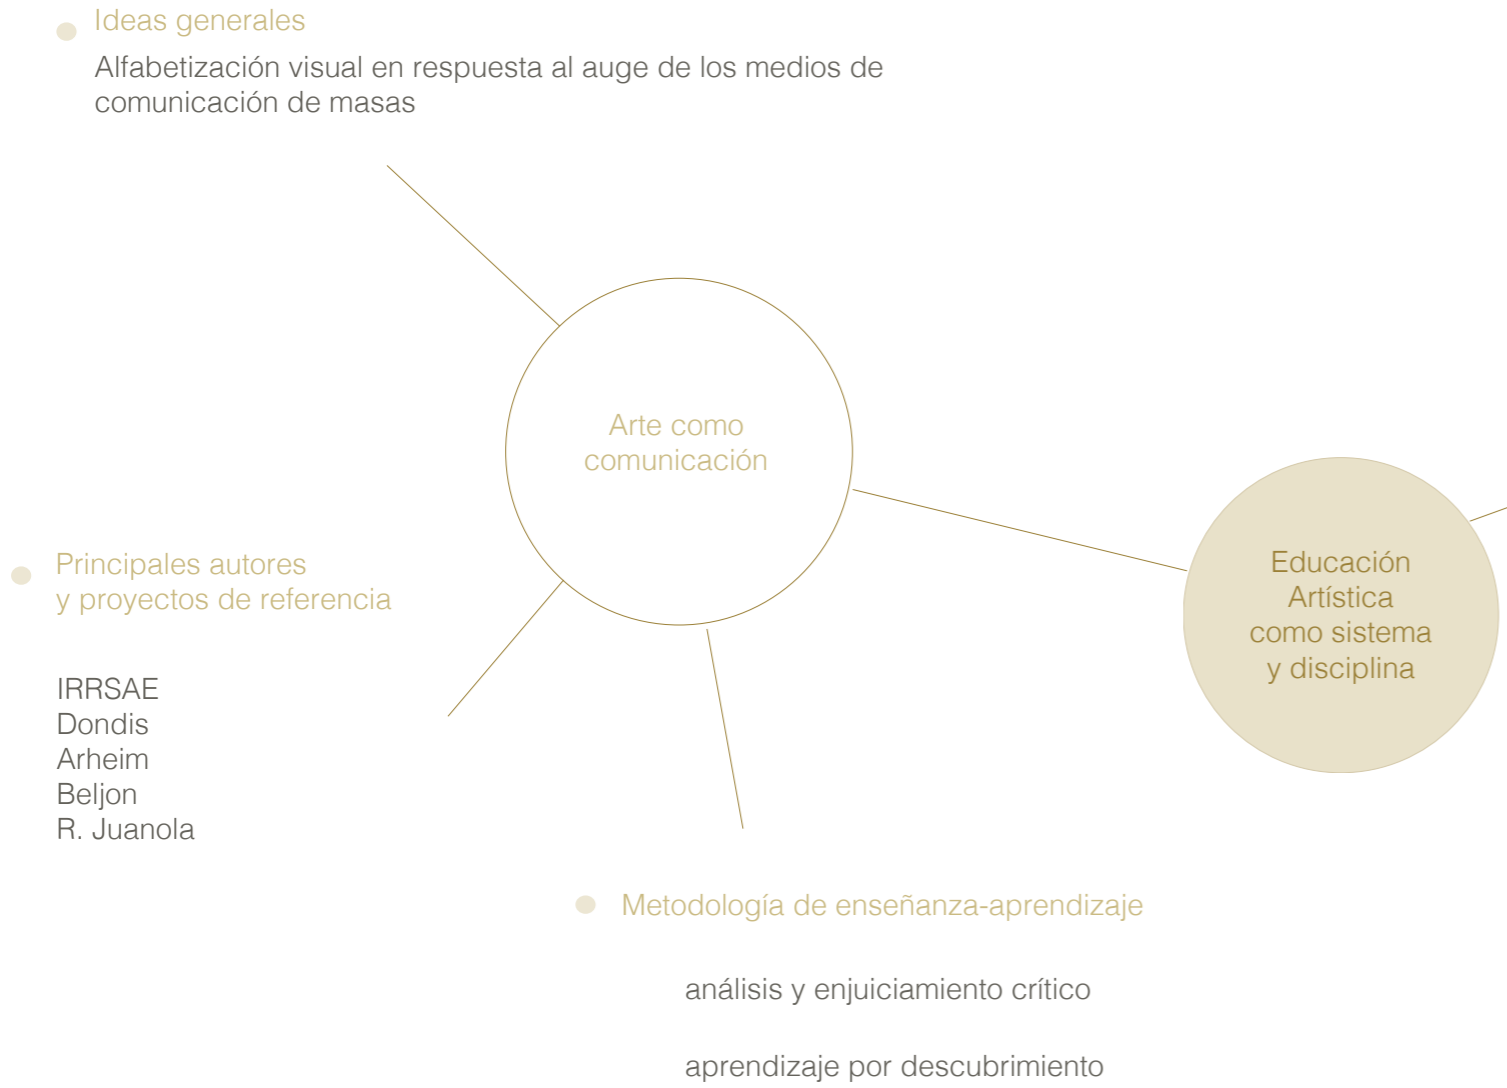 Ideas generales
Alfabetización visual en respuesta al auge de los medios de
comunicación de masas
Arte como
comunicación
Educación
Artística
como sistema
y disciplina
Principales autores
y proyectos de referencia
IRRSAE
Dondis
Arheim
Beljon
R. Juanola
Metodología de enseñanza-aprendizaje
análisis y enjuiciamiento crítico
aprendizaje por descubrimiento